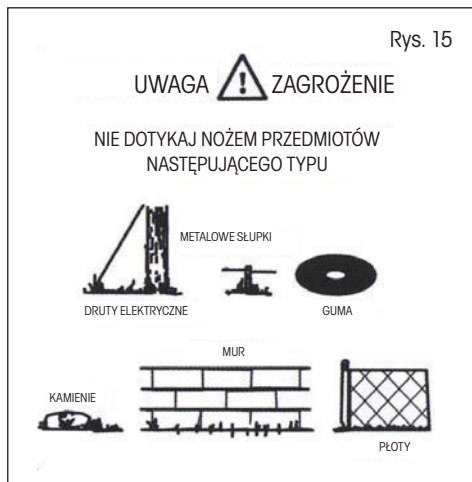 Rys. 15
UWAGA ZAGROŻENIE
NIE DOTYKAJ NOŻEM PRZEDMIOTÓW
NASTĘPUJĄCEGO TYPU
METALOWE SŁUPKI
DRUTY ELEKTRYCZNE
GUMA
MUR
KAMIENIE
PŁOTY